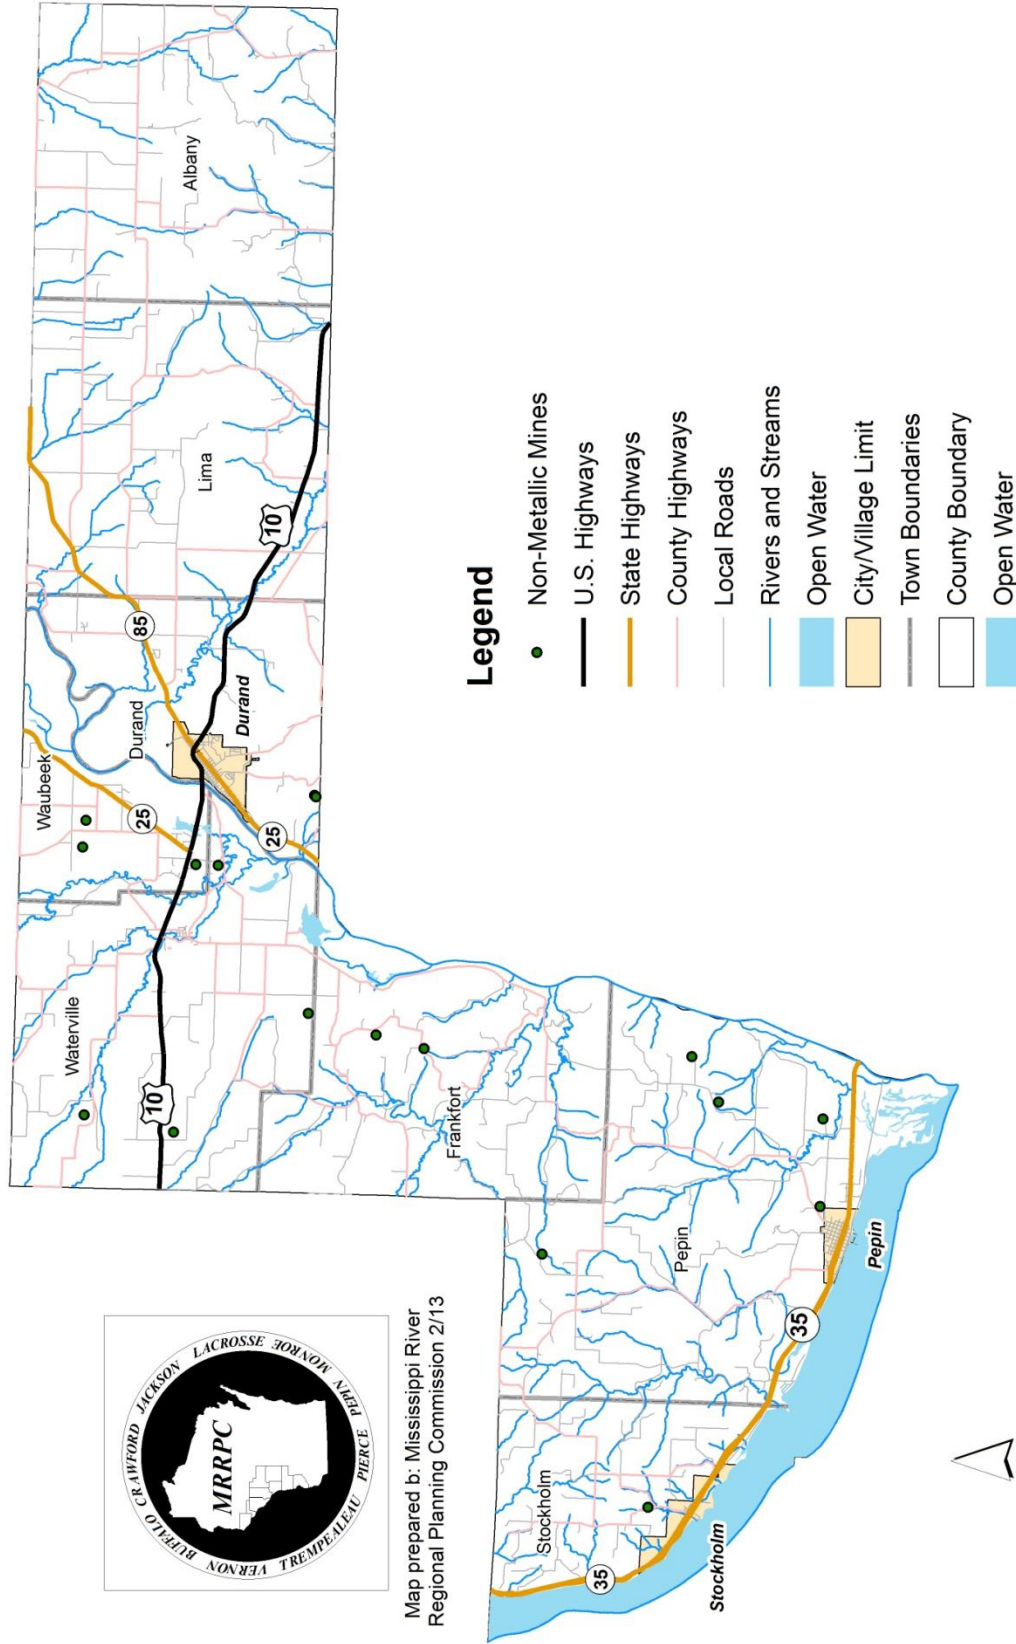 BUFFALO CRAWFORD JACKSON LACROSSE MONROE PEPIN PIERCE TREMPEALEAU VERNON
MRRPC
Map prepared b: Mississippi River
Regional Planning Commission 2/13
Waterville
Waubeek
Durand
Lima
Albany
Durand
Frankfort
Pepin
Stockholm
Stockholm
Pepin
10
10
25
25
85
35
35
Legend
Non-Metallic Mines
U.S. Highways
State Highways
County Highways
Local Roads
Rivers and Streams
Open Water
City/Village Limit
Town Boundaries
County Boundary
Open Water